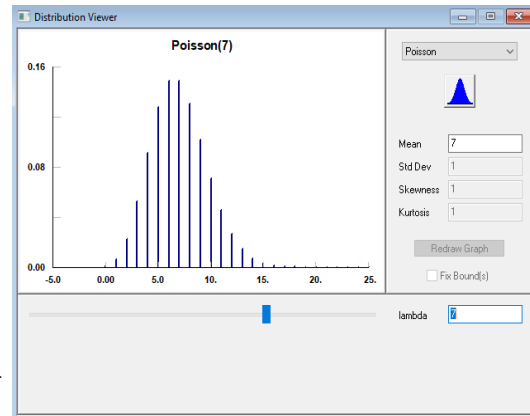 Distribution Viewer
Poisson(7)
0.16
0.08
0.00
-5.0 0.0 5.0 10. 15. 20. 25.
Poisson
Mean 7
Std Dev 1
Skewness 1
Kurtosis 1
Redraw Graph
Fix Bound(s)
lambda 7